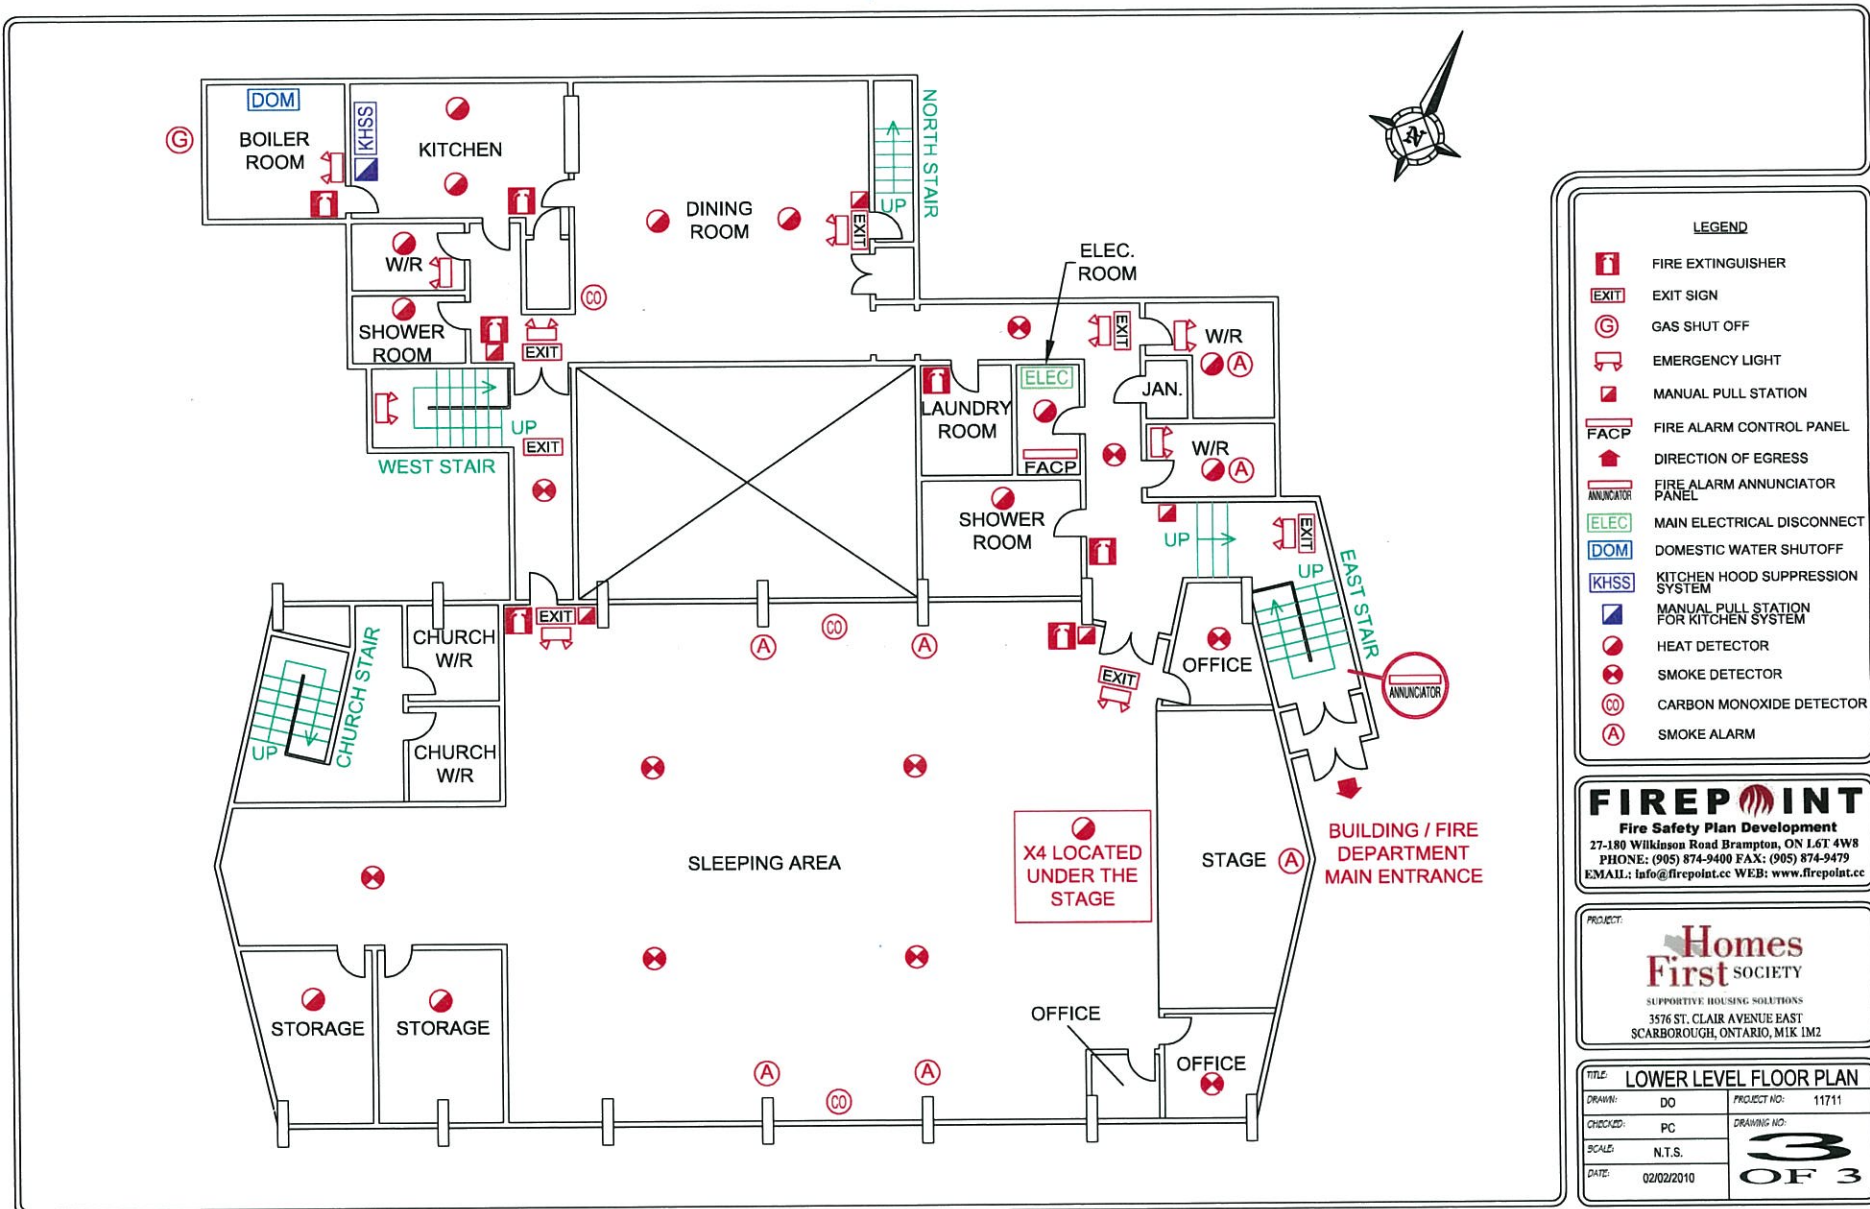 DOM
BOILER
ROOM
G
KHSS
KITCHEN
DINING
ROOM
NORTH STAIR
UP
EXIT
W/R
SHOWER
ROOM
CO
EXIT
ELEC.
ROOM
EXIT
W/R
A
ELEC
JAN.
LAUNDRY
ROOM
FACP
W/R
A
UP
WEST STAIR
EXIT
SHOWER
ROOM
UP
EXIT
UP
EAST STAIR
EXIT
CHURCH
W/R
CHURCH STAIR
UP
CHURCH
W/R
A
CO
A
EXIT
OFFICE
ANNUNCIATOR
SLEEPING AREA
X4 LOCATED
UNDER THE
STAGE
STAGE
A
BUILDING / FIRE
DEPARTMENT
MAIN ENTRANCE
STORAGE
STORAGE
OFFICE
OFFICE
A
CO
A
LEGEND
FIRE EXTINGUISHER
EXIT EXIT SIGN
G GAS SHUT OFF
EMERGENCY LIGHT
MANUAL PULL STATION
FACP FIRE ALARM CONTROL PANEL
DIRECTION OF EGRESS
ANNUNCIATOR FIRE ALARM ANNUNCIATOR
PANEL
ELEC MAIN ELECTRICAL DISCONNECT
DOM DOMESTIC WATER SHUTOFF
KHSS KITCHEN HOOD SUPPRESSION
SYSTEM
MANUAL PULL STATION
FOR KITCHEN SYSTEM
HEAT DETECTOR
SMOKE DETECTOR
CO CARBON MONOXIDE DETECTOR
A SMOKE ALARM
FIREPOINT
Fire Safety Plan Development
27-180 Wilkinson Road Brampton, ON L6T 4W8
PHONE: (905) 874-9400 FAX: (905) 874-9479
EMAIL: info@firepoint.cc WEB: www.firepoint.cc
PROJECT:
Homes
First SOCIETY
SUPPORTIVE HOUSING SOLUTIONS
3576 ST. CLAIR AVENUE EAST
SCARBOROUGH, ONTARIO, M1K 1M2
TITLE: LOWER LEVEL FLOOR PLAN
DRAWN: DO
PROJECT NO: 11711
CHECKED: PC
DRAWING NO:
SCALE: N.T.S.
DATE: 02/02/2010
3
OF 3